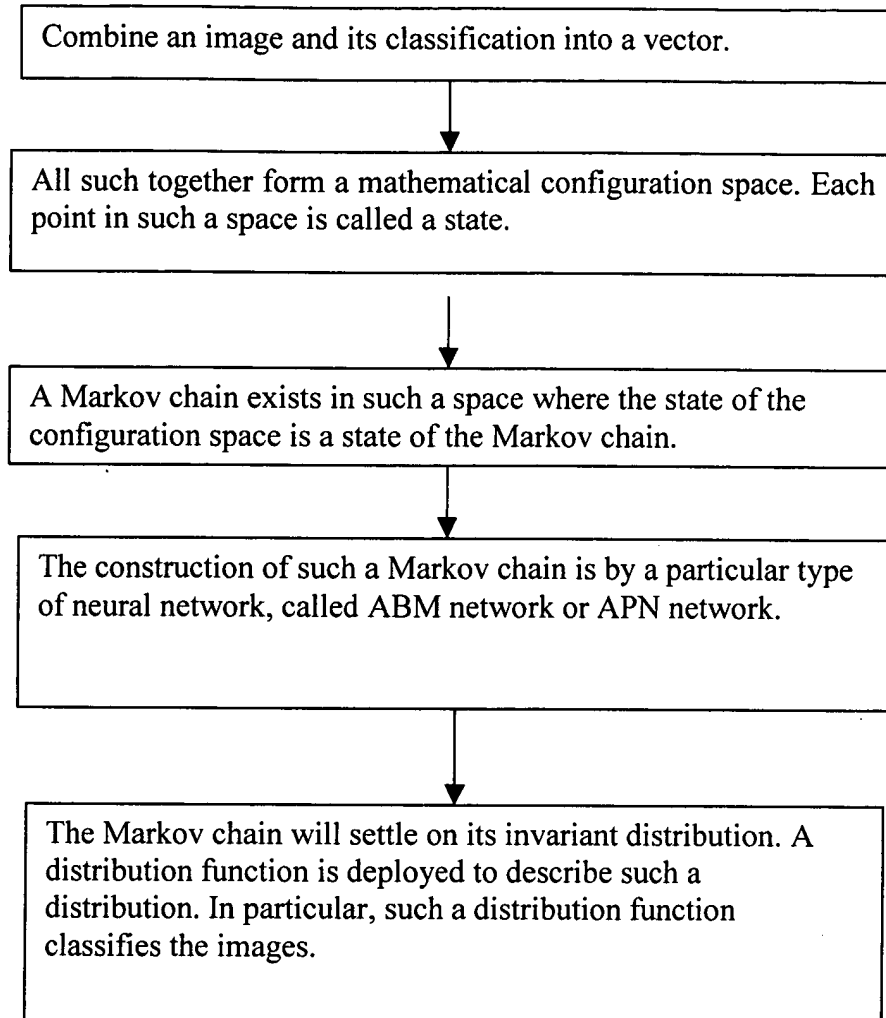 Combine an image and its classification into a vector.
All such together form a mathematical configuration space. Each
point in such a space is called a state.
A Markov chain exists in such a space where the state of the
configuration space is a state of the Markov chain.
The construction of such a Markov chain is by a particular type
of neural network, called ABM network or APN network.
The Markov chain will settle on its invariant distribution. A
distribution function is deployed to describe such a
distribution. In particular, such a distribution function
classifies the images.